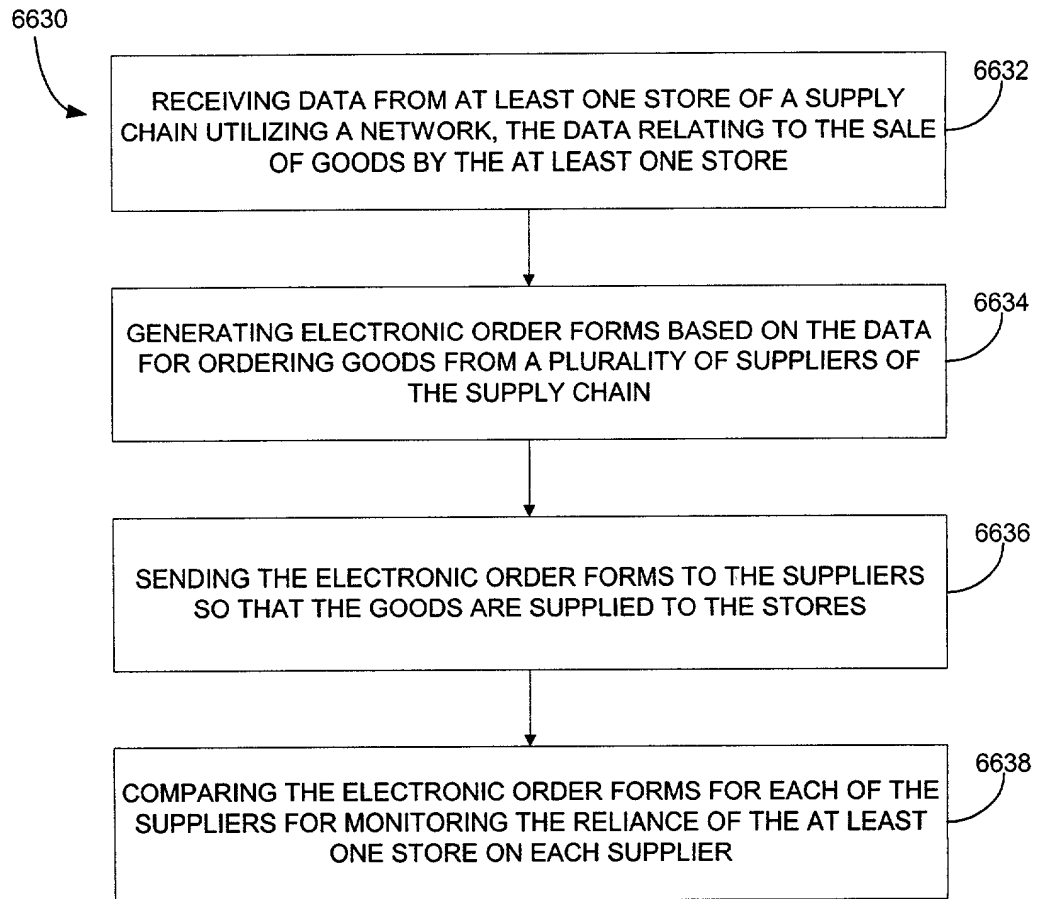 6630
6632
RECEIVING DATA FROM AT LEAST ONE STORE OF A SUPPLY
CHAIN UTILIZING A NETWORK, THE DATA RELATING TO THE SALE
OF GOODS BY THE AT LEAST ONE STORE
6634
GENERATING ELECTRONIC ORDER FORMS BASED ON THE DATA
FOR ORDERING GOODS FROM A PLURALITY OF SUPPLIERS OF
THE SUPPLY CHAIN
6636
SENDING THE ELECTRONIC ORDER FORMS TO THE SUPPLIERS
SO THAT THE GOODS ARE SUPPLIED TO THE STORES
6638
COMPARING THE ELECTRONIC ORDER FORMS FOR EACH OF THE
SUPPLIERS FOR MONITORING THE RELIANCE OF THE AT LEAST
ONE STORE ON EACH SUPPLIER